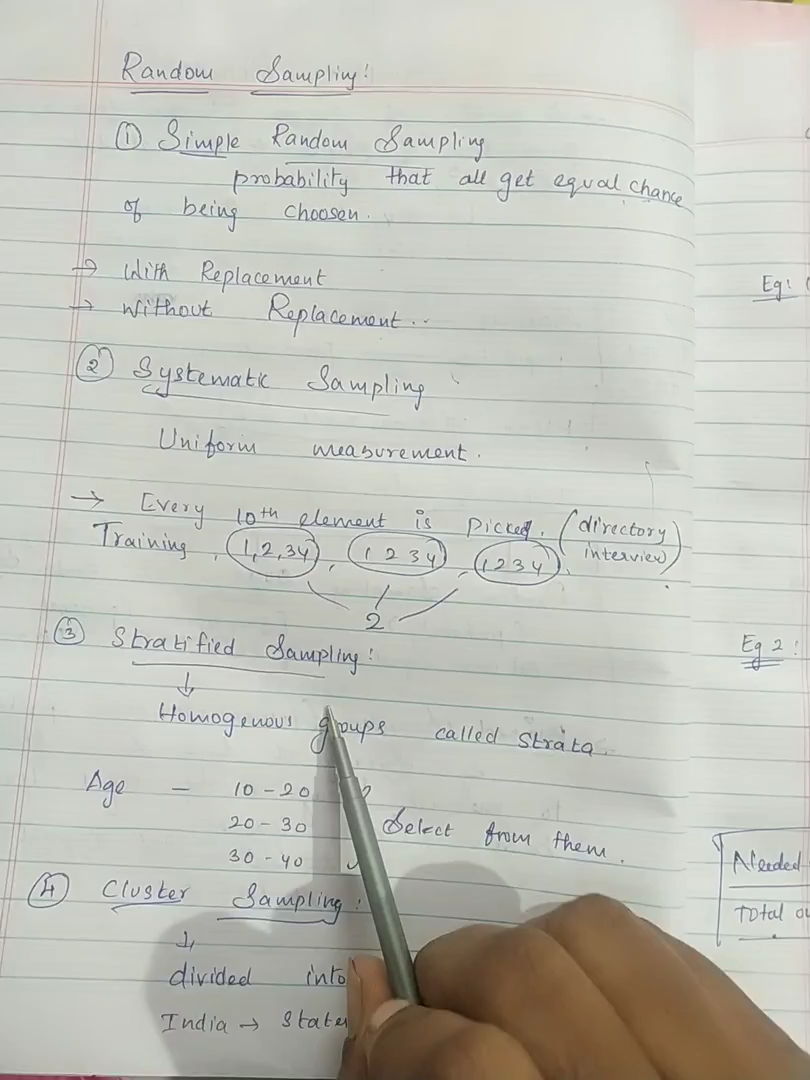 Random Sampling:
① Simple Random Sampling
probability that all get equal chance
of being choosen.
→ With Replacement
→ Without Replacement..
② Systematic Sampling
Uniform measurement.
→ Every 10th element is Picked. (directory
interview)
Training, 1,2,34, 1 2 3 4, 1 2 3 4.
2
③ Stratified Sampling:
↓
Homogenous groups called Strata.
Age - 10-20
20-30 Select from them.
30-40
④ Cluster Sampling:
↓
divided into
India → State
Eg:
Eg 2:
Needed
Total